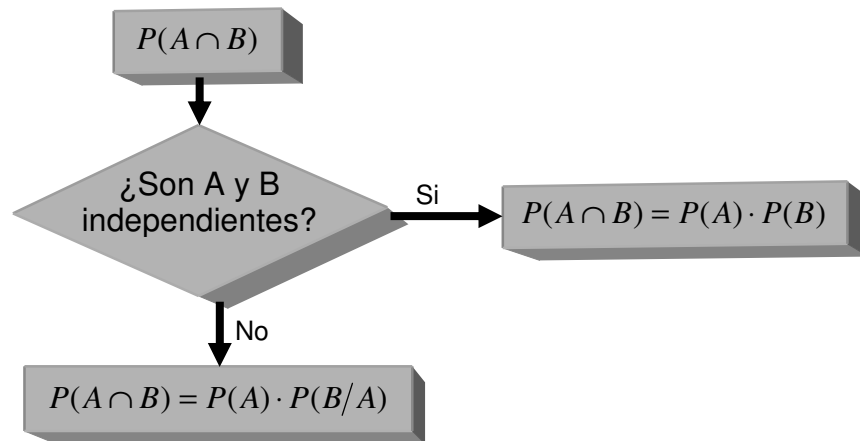 P(A ∩ B)
¿Son A y B
independientes?
Si
P(A ∩ B) = P(A) · P(B)
No
P(A ∩ B) = P(A) · P(B/A)